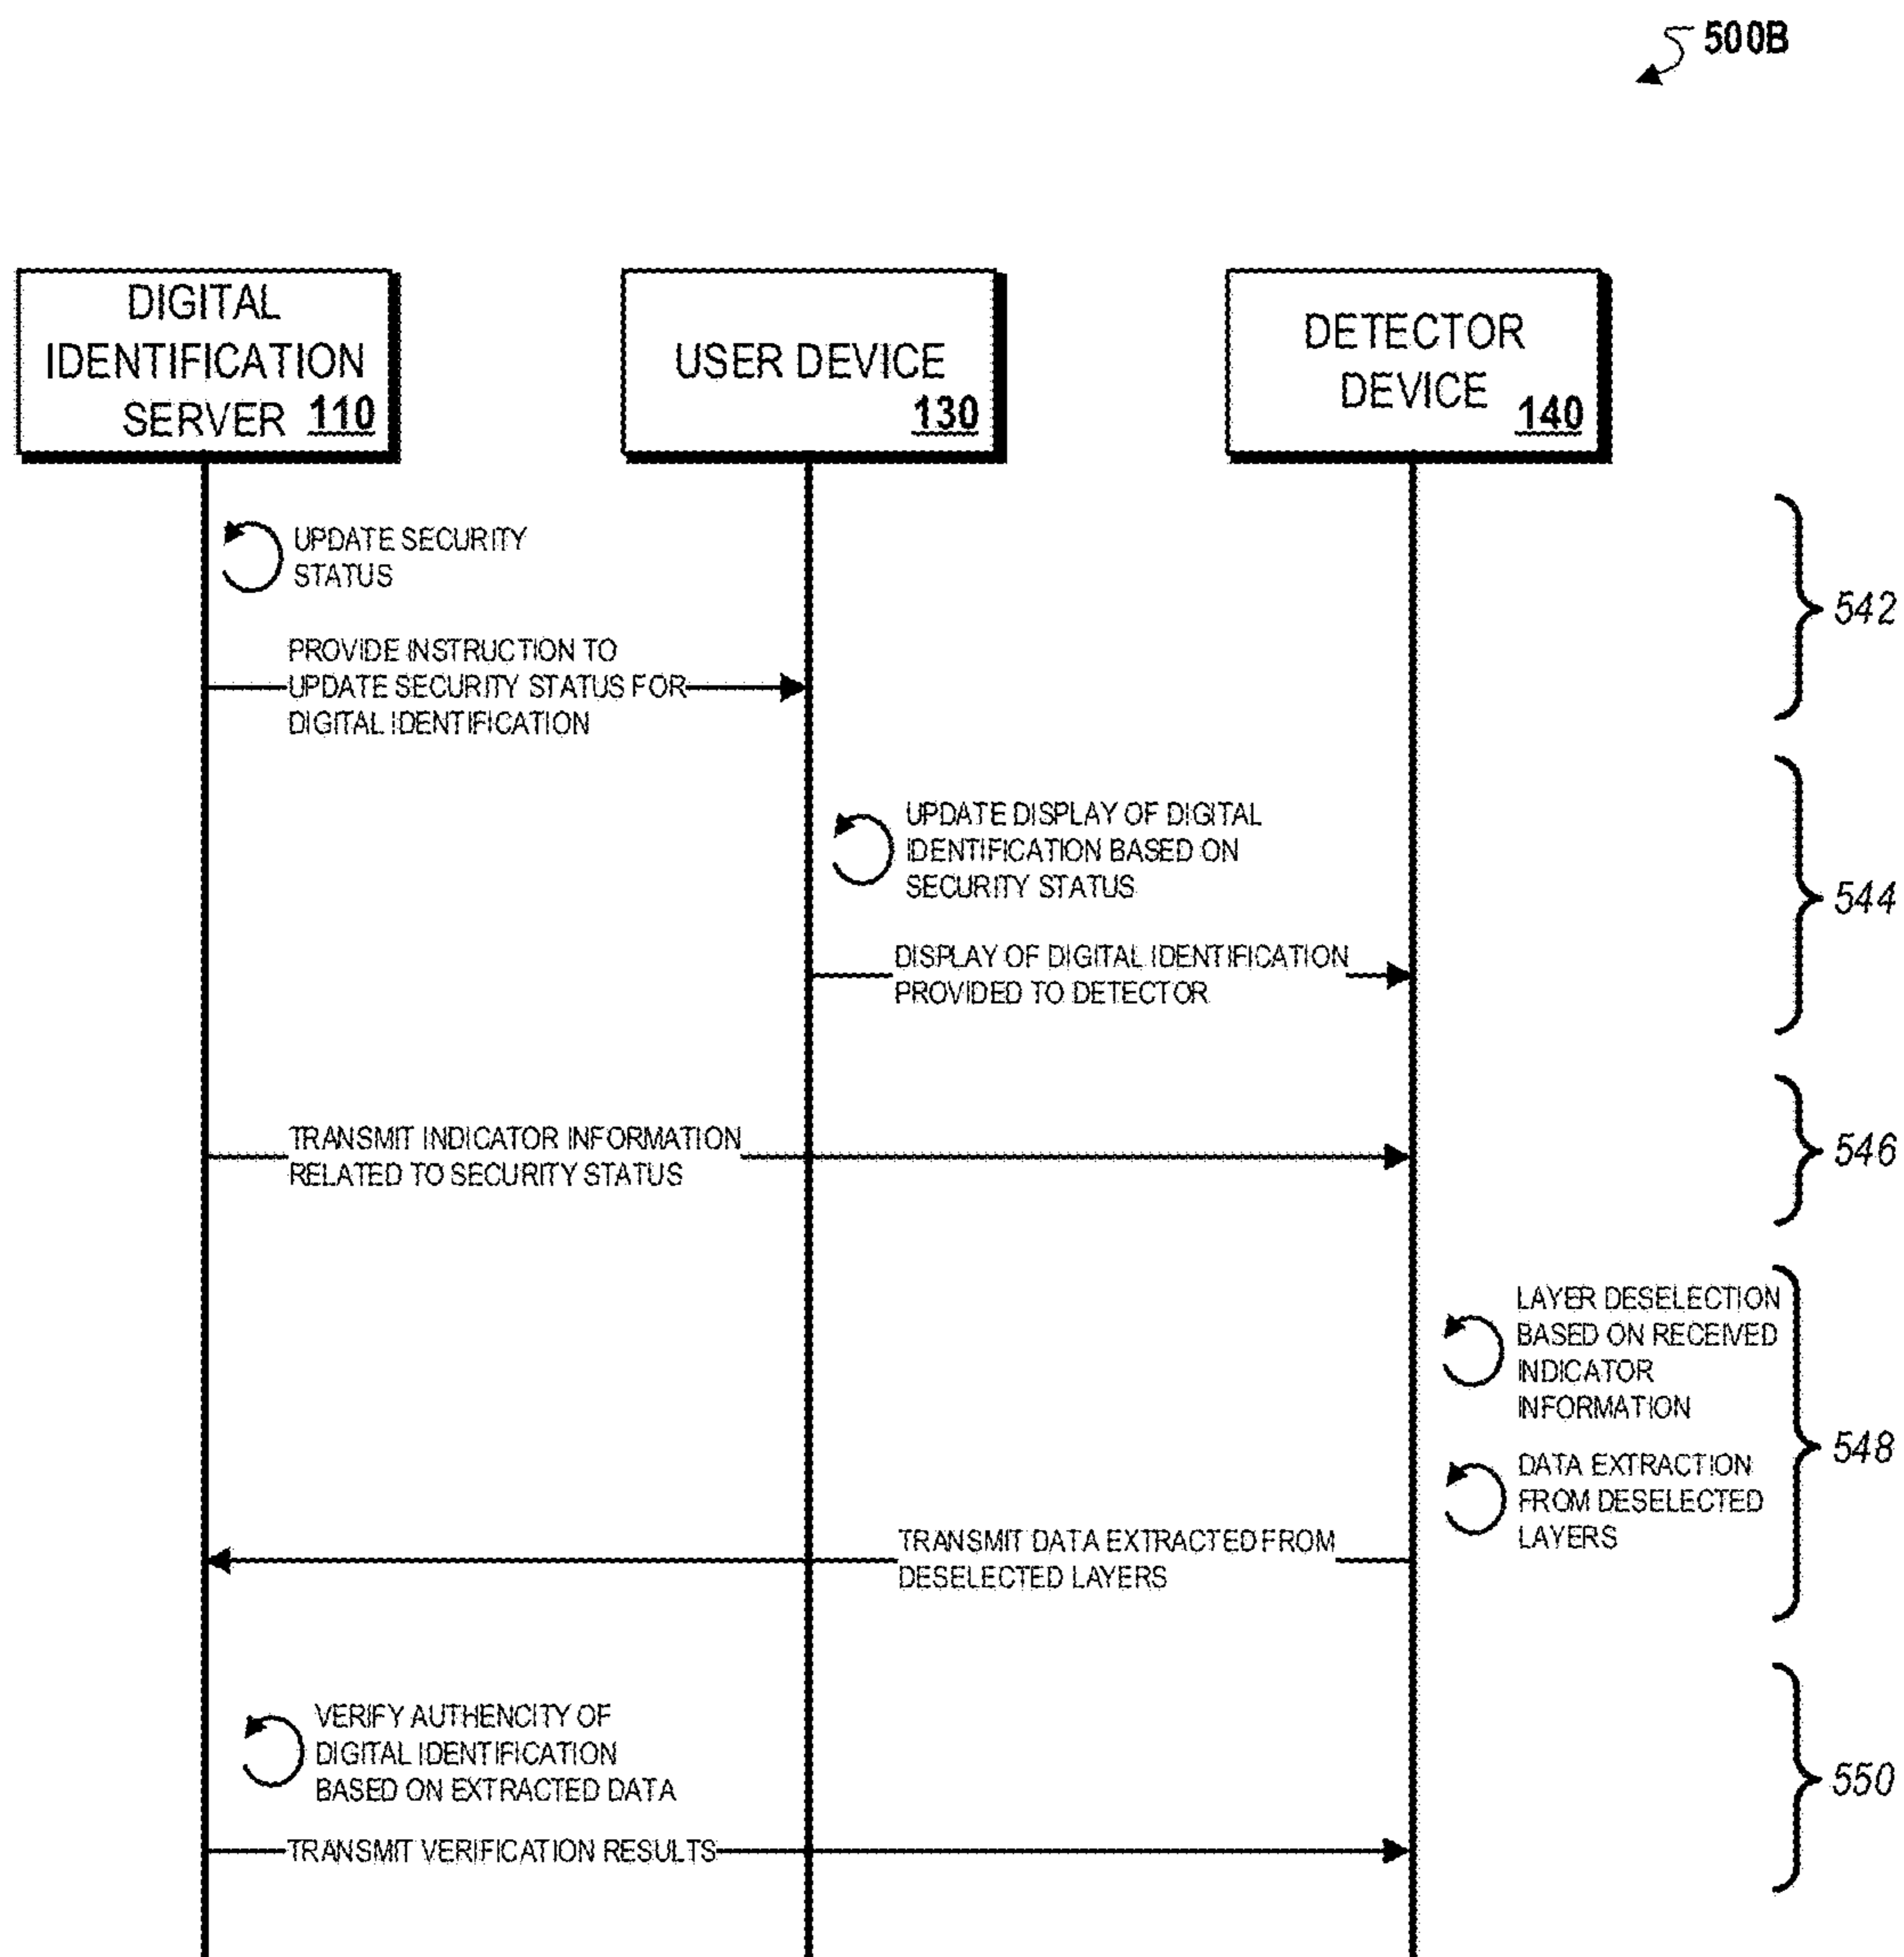 500B
DIGITAL
IDENTIFICATION
SERVER 110
USER DEVICE
130
DETECTOR
DEVICE
140
UPDATE SECURITY
STATUS
PROVIDE INSTRUCTION TO
UPDATE SECURITY STATUS FOR
DIGITAL IDENTIFICATION
542
UPDATE DISPLAY OF DIGITAL
IDENTIFICATION BASED ON
SECURITY STATUS
DISPLAY OF DIGITAL IDENTIFICATION
PROVIDED TO DETECTOR
544
TRANSMIT INDICATOR INFORMATION
RELATED TO SECURITY STATUS
546
LAYER DESELECTION
BASED ON RECEIVED
INDICATOR
INFORMATION
DATA EXTRACTION
FROM DESELECTED
LAYERS
548
TRANSMIT DATA EXTRACTED FROM
DESELECTED LAYERS
VERIFY AUTHENCITY OF
DIGITAL IDENTIFICATION
BASED ON EXTRACTED DATA
550
TRANSMIT VERIFICATION RESULTS